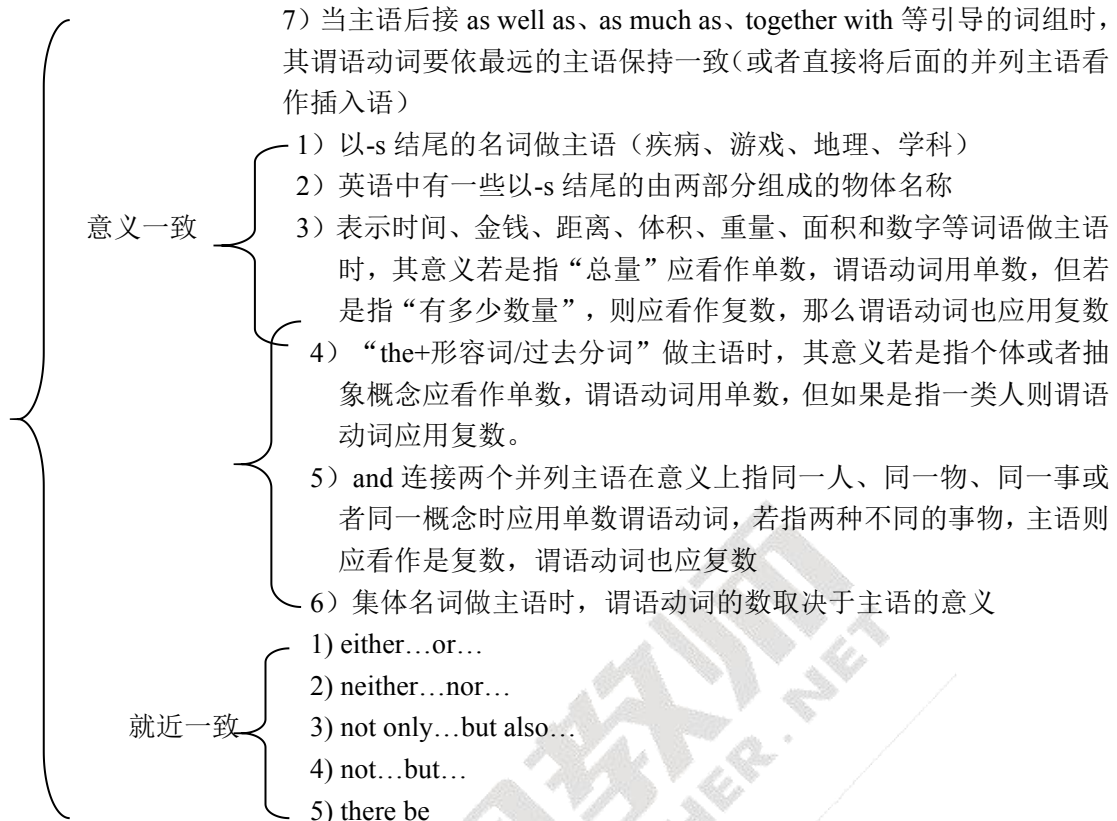 7）当主语后接 as well as、as much as、together with 等引导的词组时，
其谓语动词要依最远的主语保持一致（或者直接将后面的并列主语看
作插入语）
1）以-s 结尾的名词做主语（疾病、游戏、地理、学科）
2）英语中有一些以-s 结尾的由两部分组成的物体名称
意义一致
3）表示时间、金钱、距离、体积、重量、面积和数字等词语做主语
时，其意义若是指“总量”应看作单数，谓语动词用单数，但若
是指“有多少数量”，则应看作复数，那么谓语动词也应用复数
4）“the+形容词/过去分词”做主语时，其意义若是指个体或者抽
象概念应看作单数，谓语动词用单数，但如果是指一类人则谓语
动词应用复数。
5）and 连接两个并列主语在意义上指同一人、同一物、同一事或
者同一概念时应用单数谓语动词，若指两种不同的事物，主语则
应看作是复数，谓语动词也应复数
6）集体名词做主语时，谓语动词的数取决于主语的意义
1) either…or…
2) neither…nor…
就近一致
3) not only…but also…
4) not…but…
5) there be